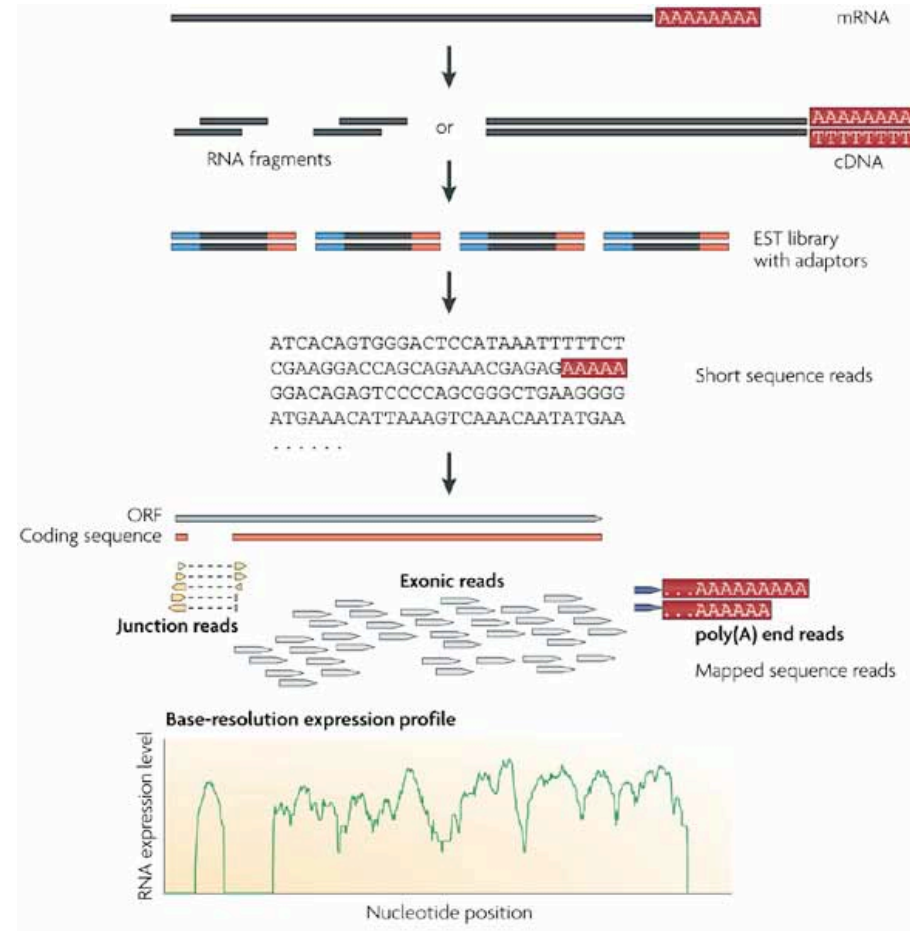 AAAAAAAA mRNA
or
AAAAAAAA
TTTTTTTT
RNA fragments
cDNA
EST library
with adaptors
ATCACAGTGGGACTCCATAAATTTTTCT
CGAAGGACCAGCAGAAACGAGAGAAAAA
GGACAGAGTCCCCAGCGGGCTGAAGGGG
ATGAAACATTAAAGTCAAACAATATGAA
......
Short sequence reads
ORF
Coding sequence
Junction reads
Exonic reads
...AAAAAAAAA
...AAAAAA
poly(A) end reads
Mapped sequence reads
Base-resolution expression profile
RNA expression level
Nucleotide position